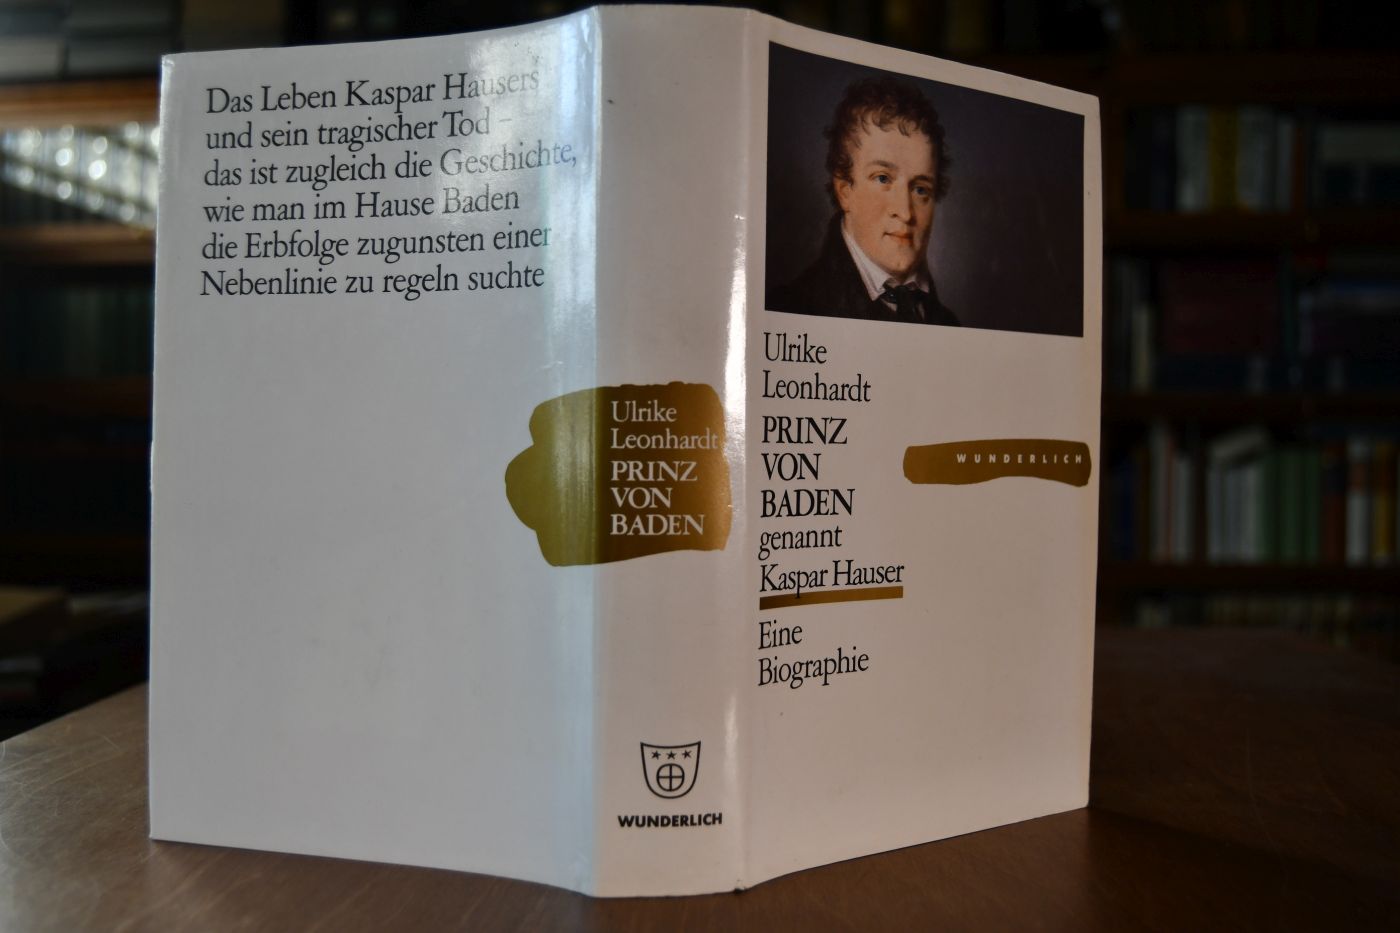 Das Leben Kaspar Hausers
und sein tragischer Tod –
das ist zugleich die Geschichte,
wie man im Hause Baden
die Erbfolge zugunsten einer
Nebenlinie zu regeln suchte
Ulrike
Leonhardt
PRINZ
VON
BADEN
WUNDERLICH
Ulrike
Leonhardt
PRINZ
VON
BADEN
genannt
Kaspar Hauser
Eine
Biographie
WUNDERLICH